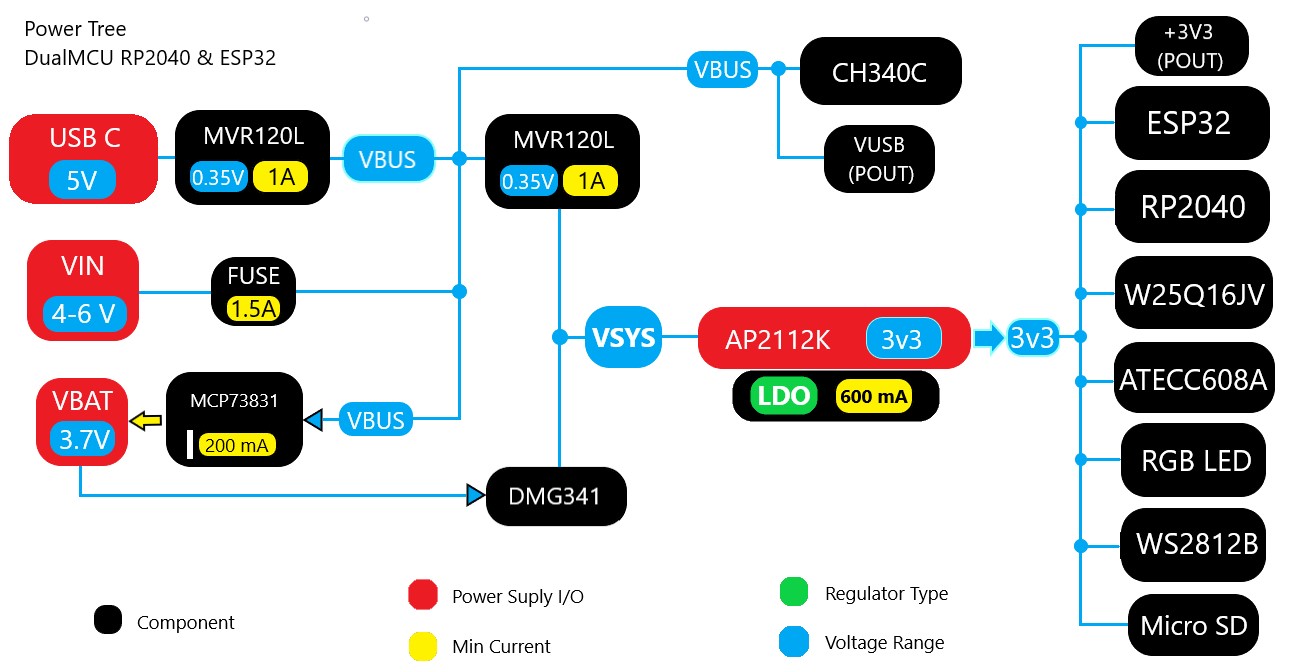 Power Tree
DualMCU RP2040 & ESP32
USB C
5V
MVR120L
0.35V 1A
VBUS
MVR120L
0.35V 1A
VBUS
CH340C
VUSB
(POUT)
VIN
4-6 V
FUSE
1.5A
VBAT
3.7V
MCP73831
200 mA
VBUS
DMG341
VSYS
AP2112K 3v3
LDO 600 mA
3v3
+3V3
(POUT)
ESP32
RP2040
W25Q16JV
ATECC608A
RGB LED
WS2812B
Micro SD
Component
Power Suply I/O
Min Current
Regulator Type
Voltage Range